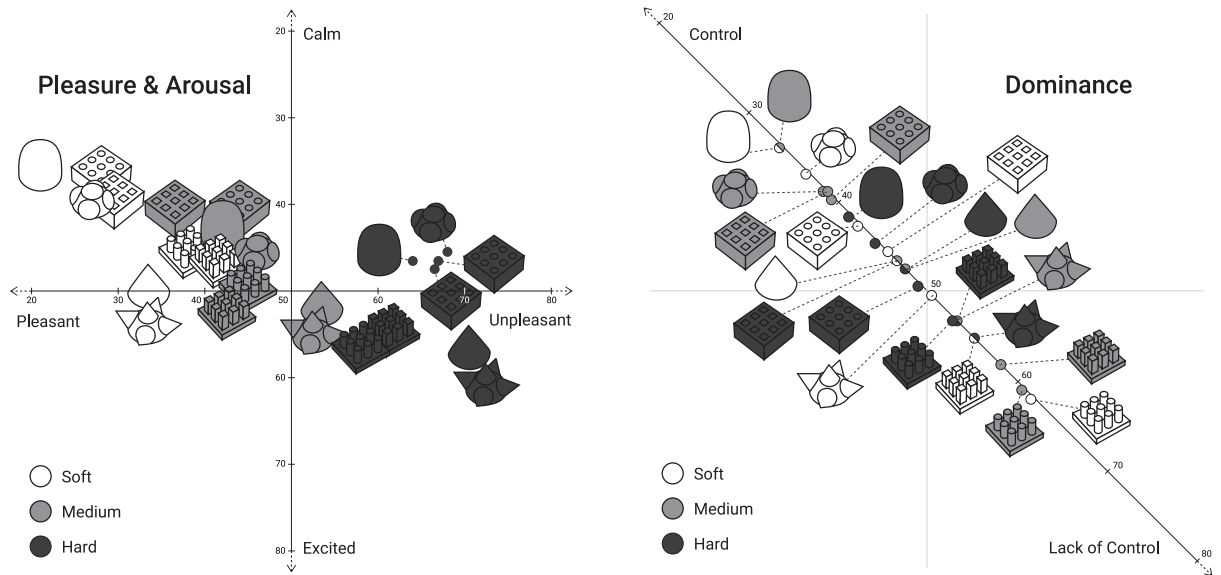 Pleasure & Arousal
Calm
20
30
40
20
30
40
50
60
70
80
Pleasant
Unpleasant
60
70
80
Excited
Soft
Medium
Hard
Dominance
Control
20
30
40
50
60
70
80
Lack of Control
Soft
Medium
Hard